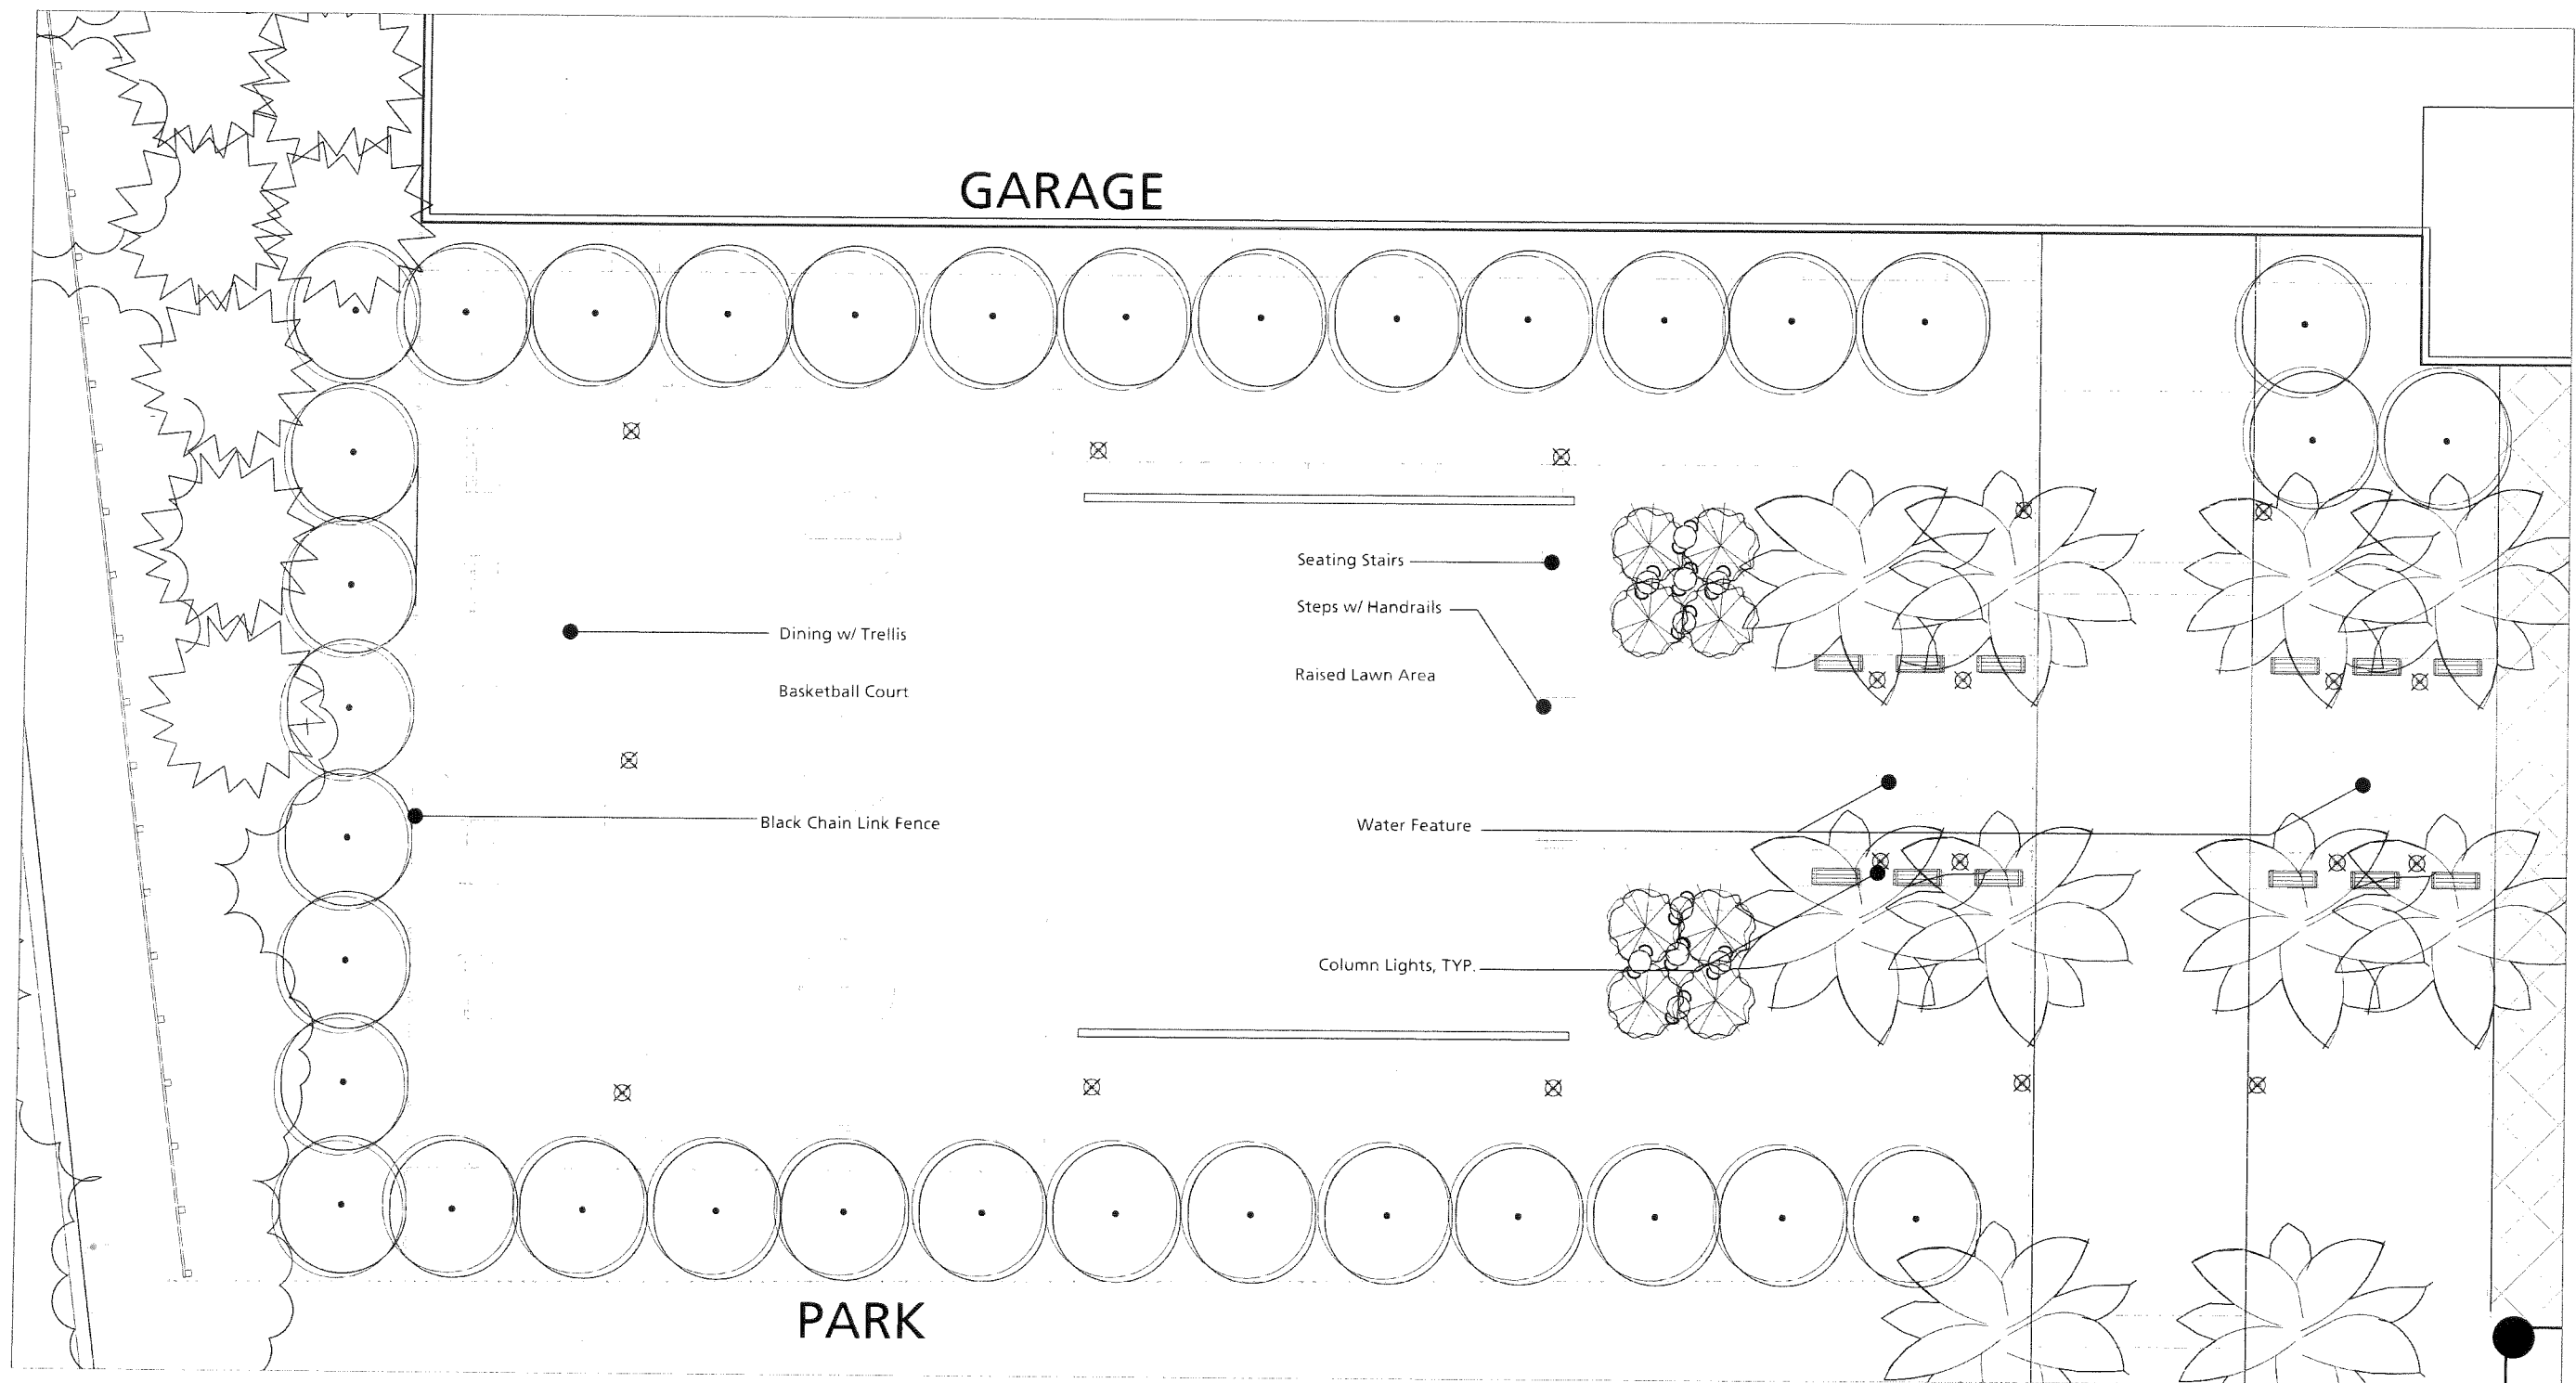 GARAGE
Seating Stairs
Steps w/ Handrails
Dining w/ Trellis
Raised Lawn Area
Basketball Court
Black Chain Link Fence
Water Feature
Column Lights, TYP.
PARK